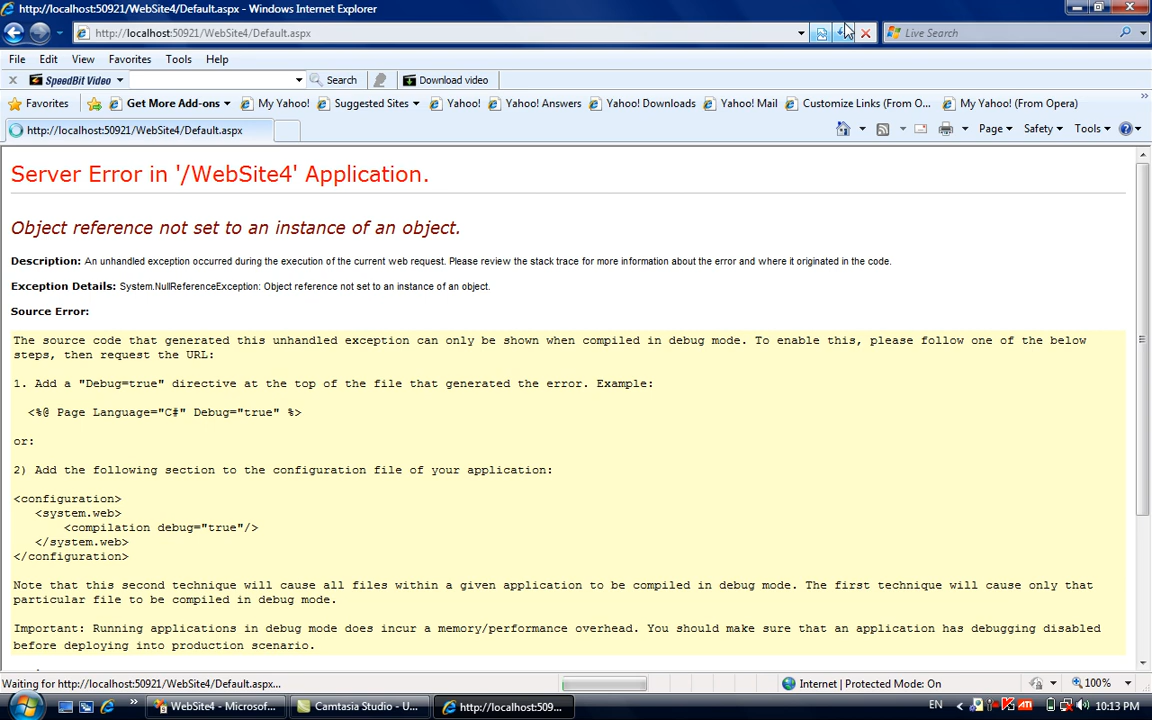 http://localhost:50921/WebSite4/Default.aspx - Windows Internet Explorer
http://localhost:50921/WebSite4/Default.aspx
Live Search
File Edit View Favorites Tools Help
SpeedBit Video Search Download video
Favorites Get More Add-ons My Yahoo! Suggested Sites Yahoo! Yahoo! Answers Yahoo! Downloads Yahoo! Mail Customize Links (From O... My Yahoo! (From Opera)
http://localhost:50921/WebSite4/Default.aspx
Page Safety Tools
Server Error in '/WebSite4' Application.
Object reference not set to an instance of an object.
Description: An unhandled exception occurred during the execution of the current web request. Please review the stack trace for more information about the error and where it originated in the code.
Exception Details: System.NullReferenceException: Object reference not set to an instance of an object.
Source Error:
The source code that generated this unhandled exception can only be shown when compiled in debug mode. To enable this, please follow one of the below
steps, then request the URL:
1. Add a "Debug=true" directive at the top of the file that generated the error. Example:
<%@ Page Language="C#" Debug="true" %>
or:
2) Add the following section to the configuration file of your application:
<configuration>
<system.web>
<compilation debug="true"/>
</system.web>
</configuration>
Note that this second technique will cause all files within a given application to be compiled in debug mode. The first technique will cause only that
particular file to be compiled in debug mode.
Important: Running applications in debug mode does incur a memory/performance overhead. You should make sure that an application has debugging disabled
before deploying into production scenario.
Waiting for http://localhost:50921/WebSite4/Default.aspx...
Internet | Protected Mode: On
100%
WebSite4 - Microsof...
Camtasia Studio - U...
http://localhost:509...
EN
ATI
10:13 PM